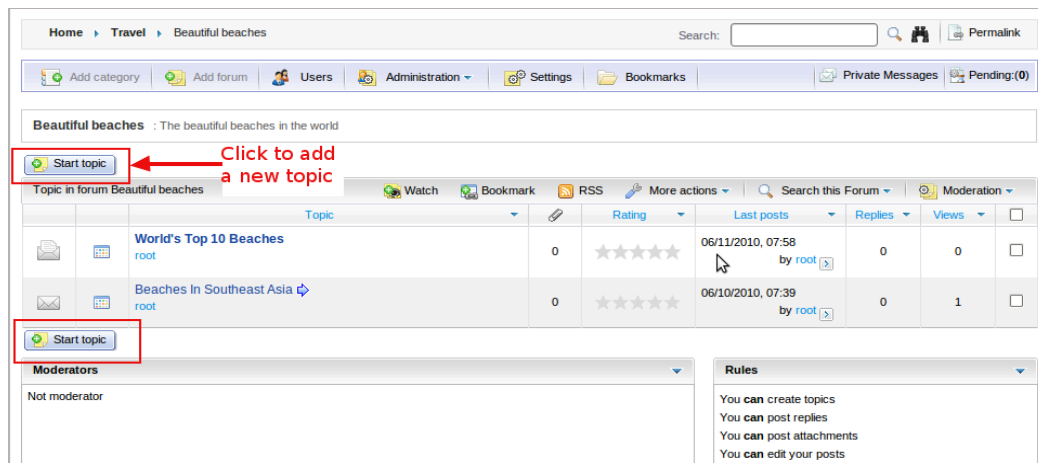 Home Travel Beautiful beaches Search: Permalink
Add category Add forum Users Administration Settings Bookmarks Private Messages Pending:(0)
Beautiful beaches : The beautiful beaches in the world
Start topic
Click to add
a new topic
Topic in forum Beautiful beaches Watch Bookmark RSS More actions Search this Forum Moderation
Topic Rating Last posts Replies Views
World's Top 10 Beaches
root
0 06/11/2010, 07:58 0 0
by root
Beaches In Southeast Asia
root
0 06/10/2010, 07:39 0 1
by root
Start topic
Moderators
Not moderator
Rules
You can create topics
You can post replies
You can post attachments
You can edit your posts